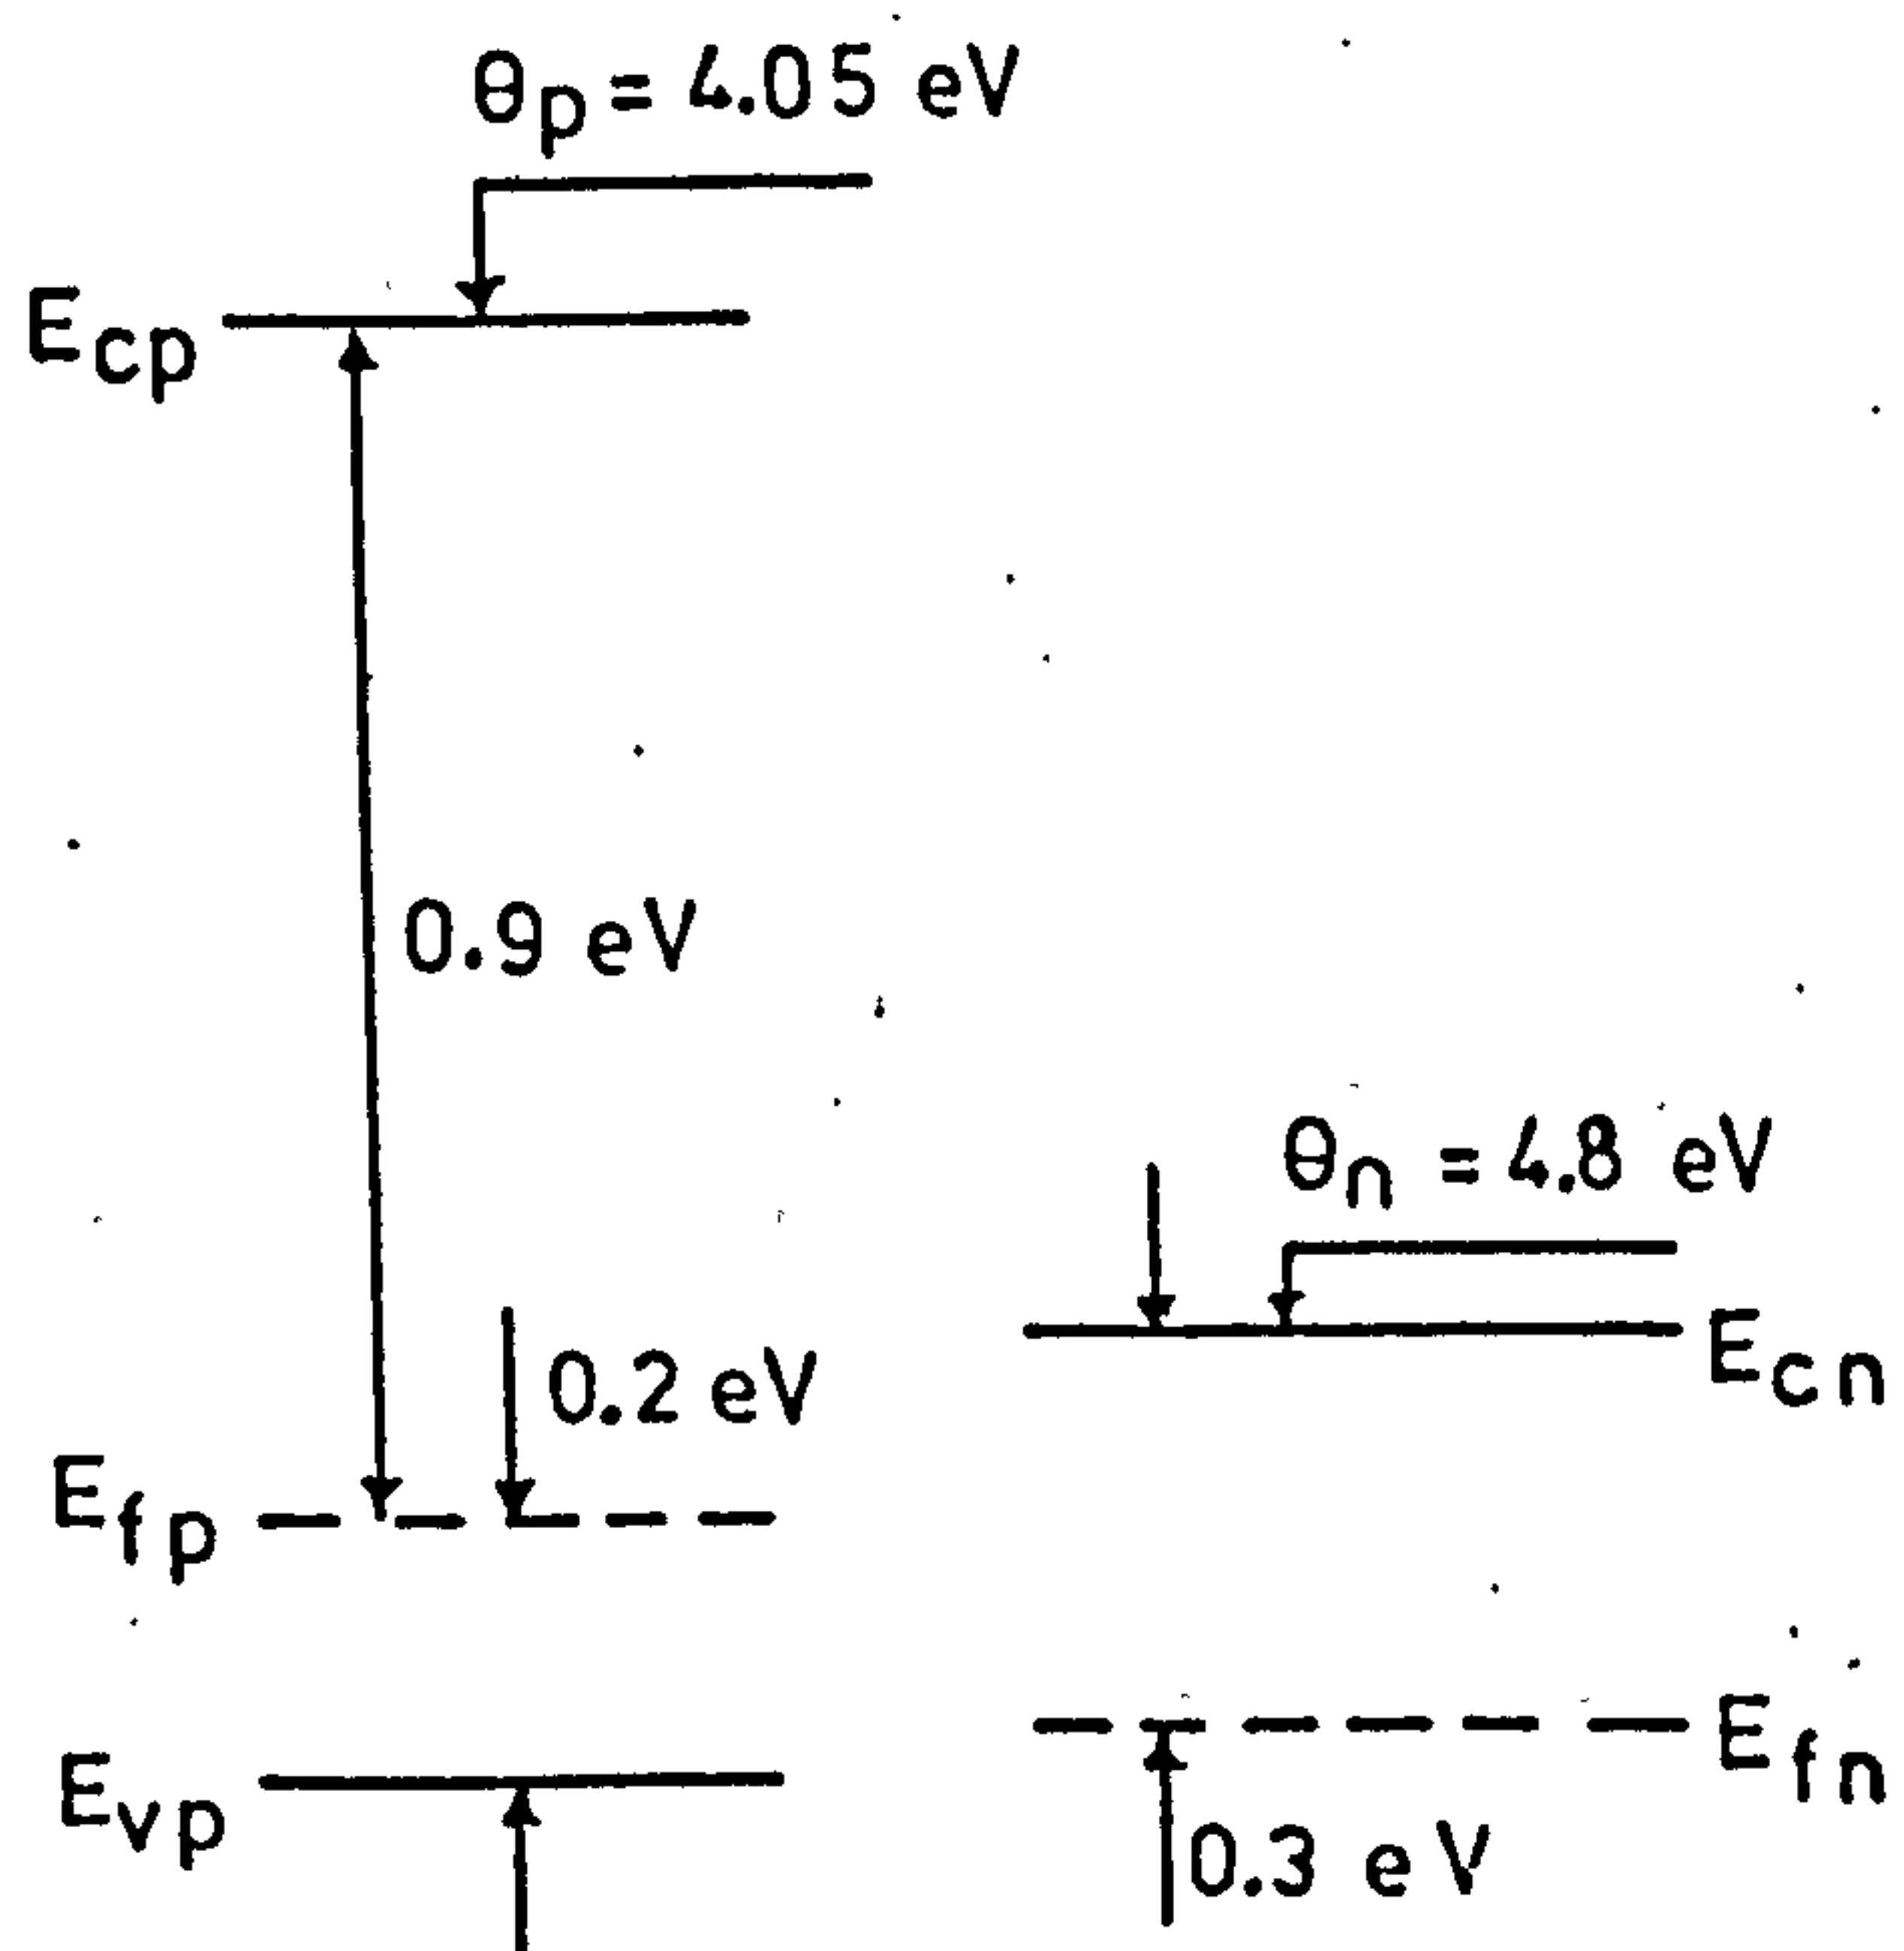 θp = 4.05 eV
Ecp
0.9 eV
θn = 4.8 eV
0.2 eV
Ecn
Efp
Efn
Evp
0.3 eV